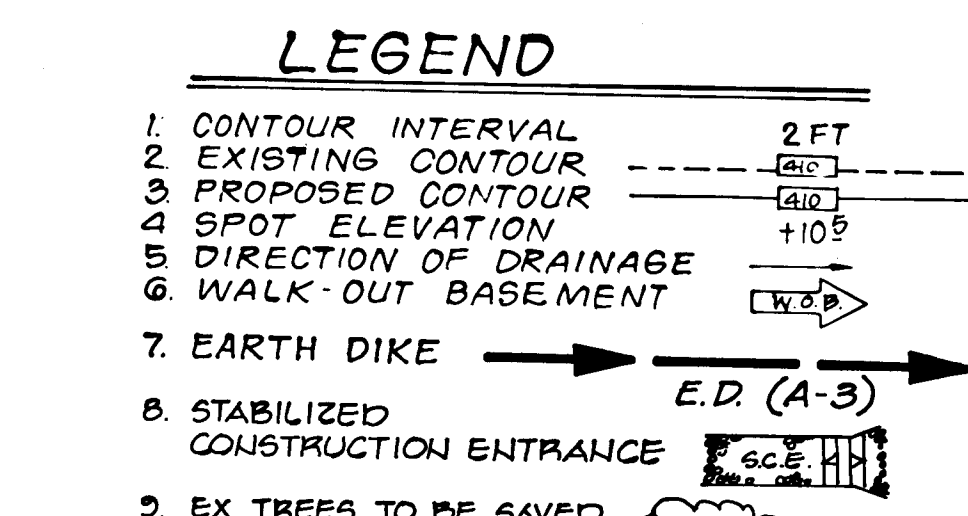 LEGEND
1. CONTOUR INTERVAL 2 FT
2. EXISTING CONTOUR 410
3. PROPOSED CONTOUR 410
4 SPOT ELEVATION +10 5
5. DIRECTION OF DRAINAGE
6. WALK-OUT BASEMENT W.O.B.
7. EARTH DIKE
E.D. (A-3)
8. STABILIZED
CONSTRUCTION ENTRANCE S.C.E.
9. EX TREES TO BE SAVED